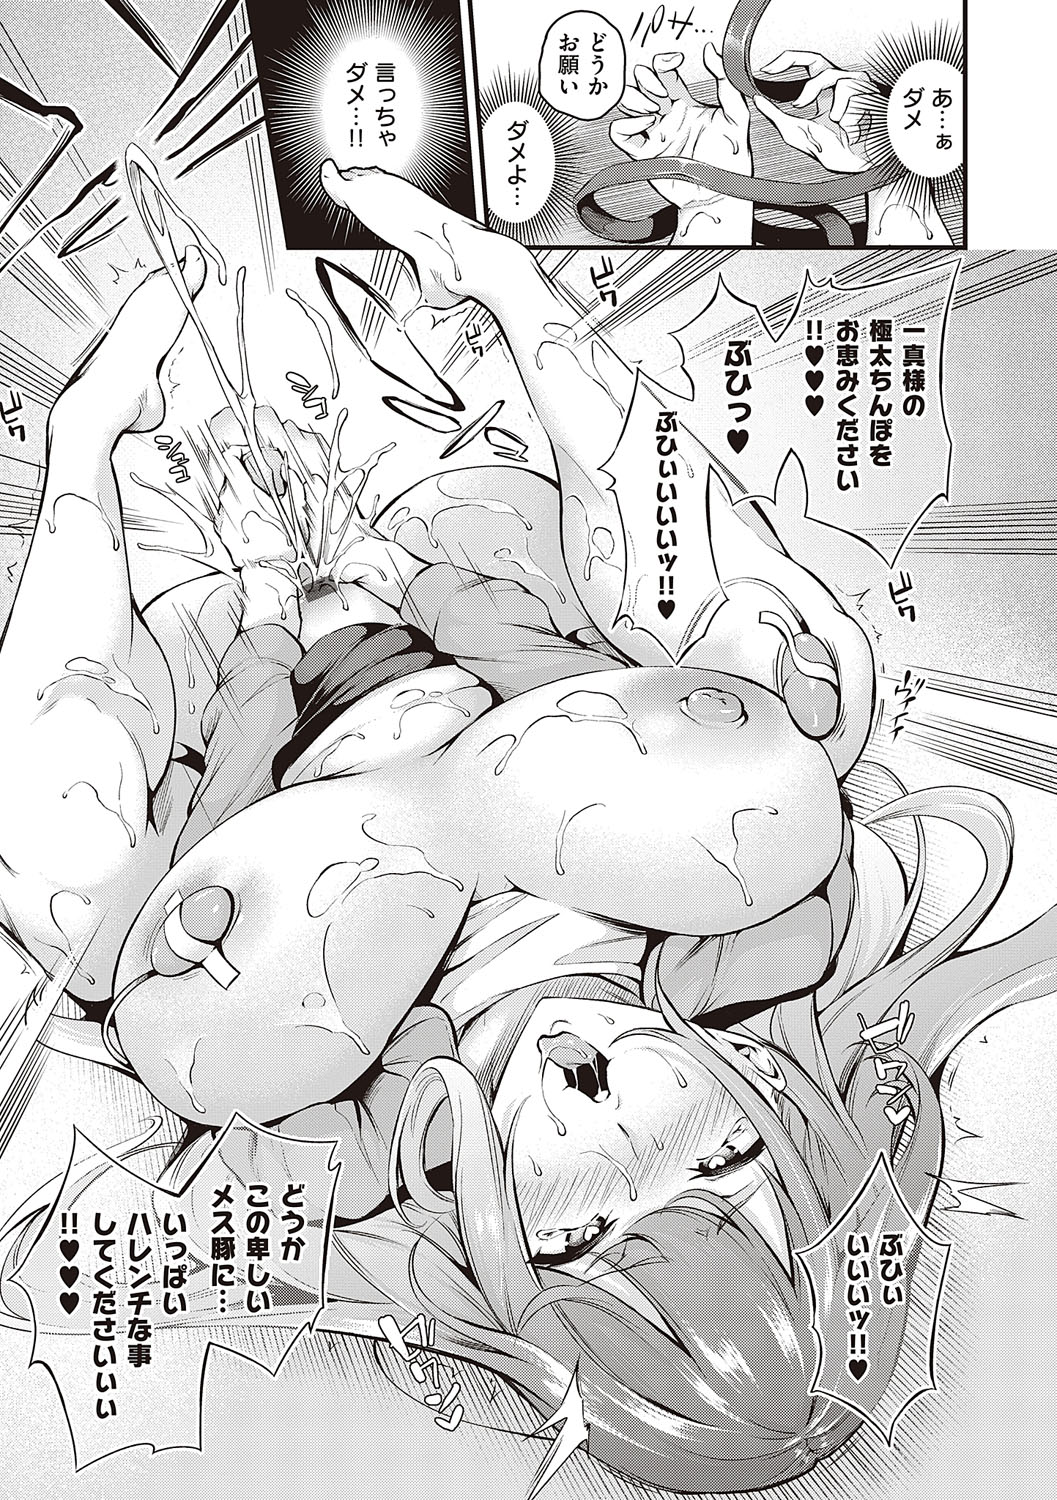 あ…ぁ
ダメ
どうか
お願い
ダメよ…
言っちゃ
ダメ…!!
一真様の
極太ちんぽを
お恵みください
!!♥♥♥
ぶひっ♥
ぶひぃいいいいッ!!♥
ぶひぃ
いいいッ!!♥
どうか
この卑しい
メス豚に…
いっぱい
ハレンチな事
してくださいぃぃ
!!♥♥♥
ビク
ビク
ビク
ビク